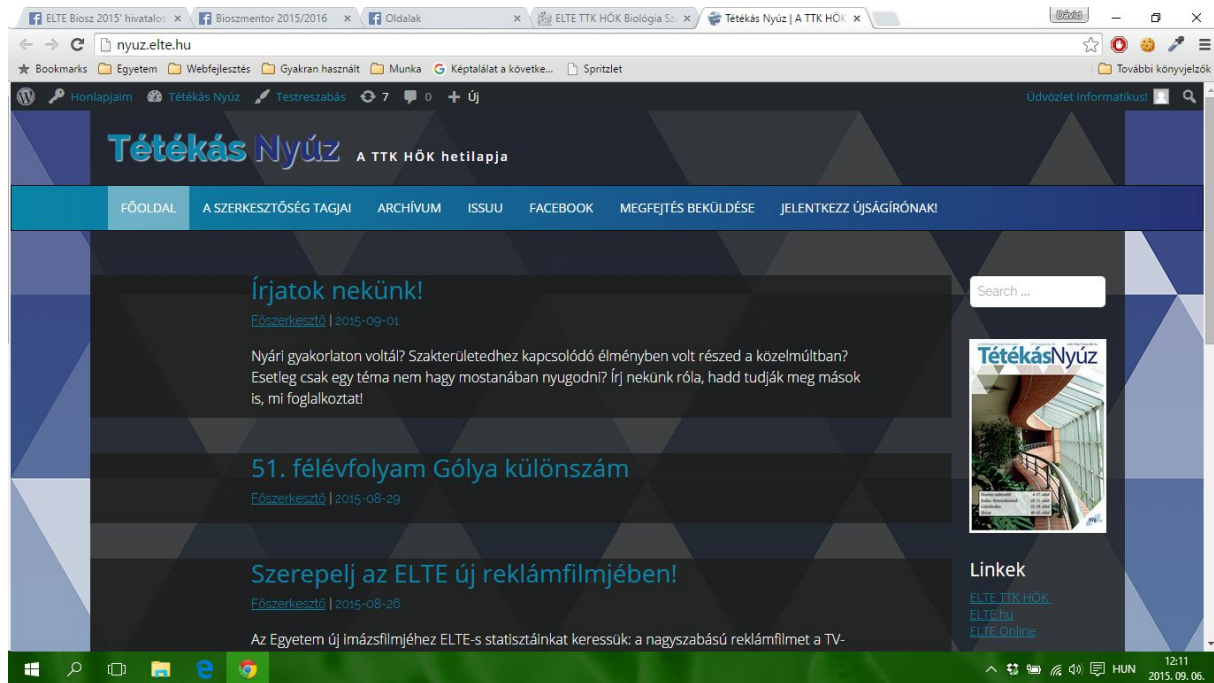 ELTE Biosz 2015' hivatalos
Bioszmentor 2015/2016
Oldalak
ELTE TTK HÖK Biológia Sz
Tétékás Nyúz | A TTK HÖK
Dávid
nyuz.elte.hu
Bookmarks Egyetem Webfejlesztés Gyakran használt Munka Képtalálat a követke... Spritzlet További könyvjelzők
Honlapjaim Tétékás Nyúz Testreszabás 7 0 + Új Üdvözlet Informatikus!
Tétékás Nyúz A TTK HÖK hetilapja
FŐOLDAL A SZERKESZTŐSÉG TAGJAI ARCHÍVUM ISSUU FACEBOOK MEGFEJTÉS BEKÜLDÉSE JELENTKEZZ ÚJSÁGÍRÓNAK!
Írjatok nekünk!
Főszerkesztő | 2015-09-01
Nyári gyakorlaton voltál? Szakterületedhez kapcsolódó élményben volt részed a közelmúltban?
Esetleg csak egy téma nem hagy mostanában nyugodni? Írj nekünk róla, hadd tudják meg mások
is, mi foglalkoztat!
51. félévfolyam Gólya különszám
Főszerkesztő | 2015-08-29
Szerepelj az ELTE új reklámfilmjében!
Főszerkesztő | 2015-08-26
Az Egyetem új imázsfilmjéhez ELTE-s statisztáinkat keressük: a nagyszabású reklámfilmet a TV-
Search ...
TétékásNyúz
Linkek
ELTE TTK HÖK
ELTE.hu
ELTE Online
HUN
12:11
2015. 09. 06.